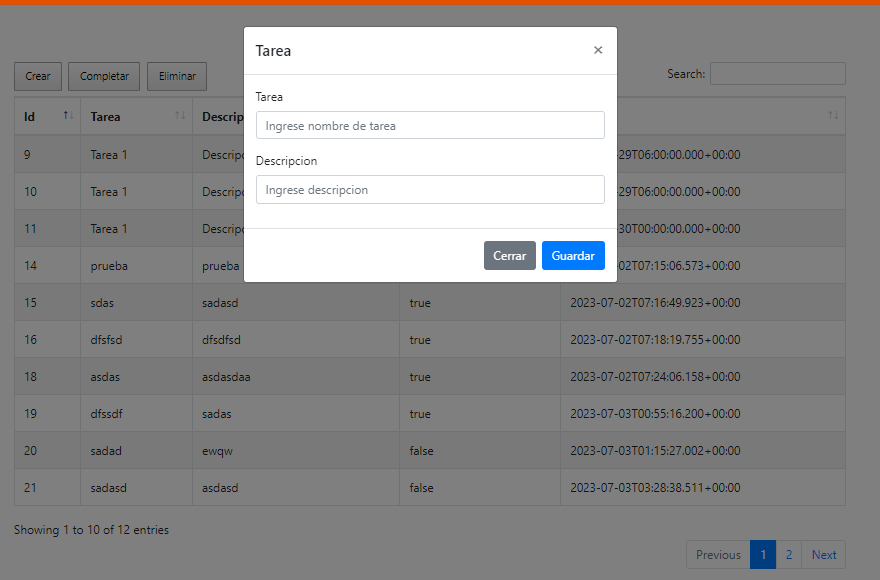 Tarea ×
Crear Completar Eliminar Search:
Tarea
Ingrese nombre de tarea
Descripcion
Ingrese descripcion
Cerrar Guardar
Id Tarea
9 Tarea 1 29T06:00:00.000+00:00
10 Tarea 1 29T06:00:00.000+00:00
11 Tarea 1 30T00:00:00.000+00:00
14 prueba prueba 02T07:15:06.573+00:00
15 sdas sadasd true 2023-07-02T07:16:49.923+00:00
16 dfsfsd dfsdfsd true 2023-07-02T07:18:19.755+00:00
18 asdas asdasdaa true 2023-07-02T07:24:06.158+00:00
19 dfssdf sadas true 2023-07-03T00:55:16.200+00:00
20 sadad ewqw false 2023-07-03T01:15:27.002+00:00
21 sadasd asdasd false 2023-07-03T03:28:38.511+00:00
Showing 1 to 10 of 12 entries
Previous 1 2 Next